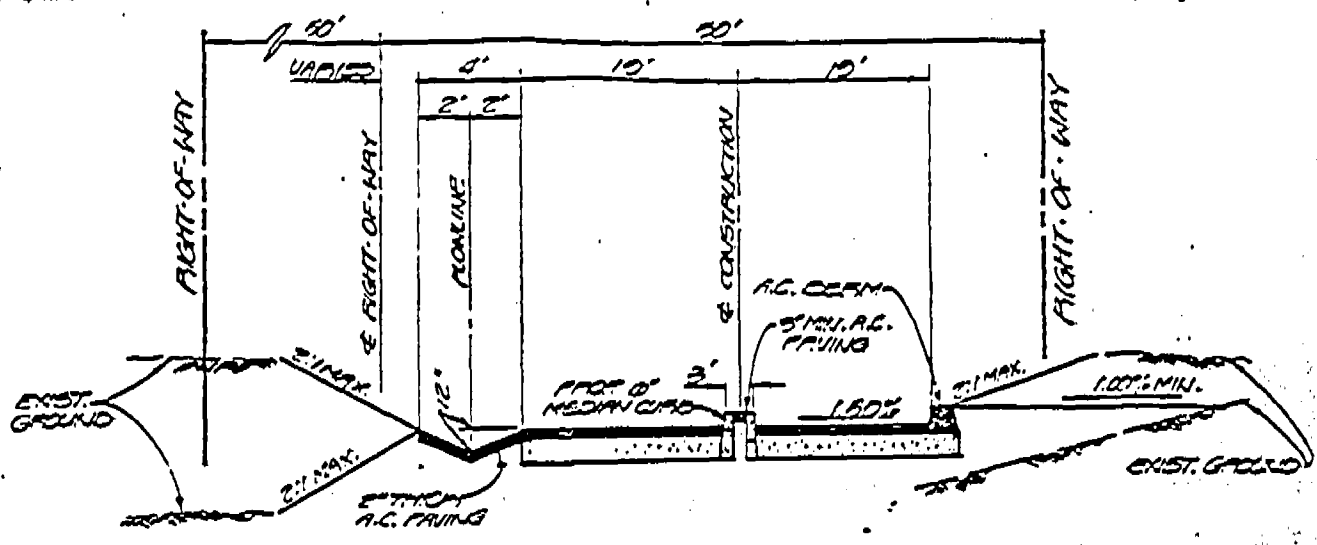 50' 50'
VARIES 4' 19' 19'
2' 2'
RIGHT-OF-WAY
℄ RIGHT-OF-WAY
FLOWLINE
℄ CONSTRUCTION
RIGHT-OF-WAY
A.C. BERM
3" MIN. A.C.
PAVING
2:1 MAX.
12"
PROP. 6"
MEDIAN CURB
3'
1.50%
2:1 MAX.
1.00% MIN.
EXIST.
GROUND
2:1 MAX.
2" THICK
A.C. PAVING
EXIST. GROUND